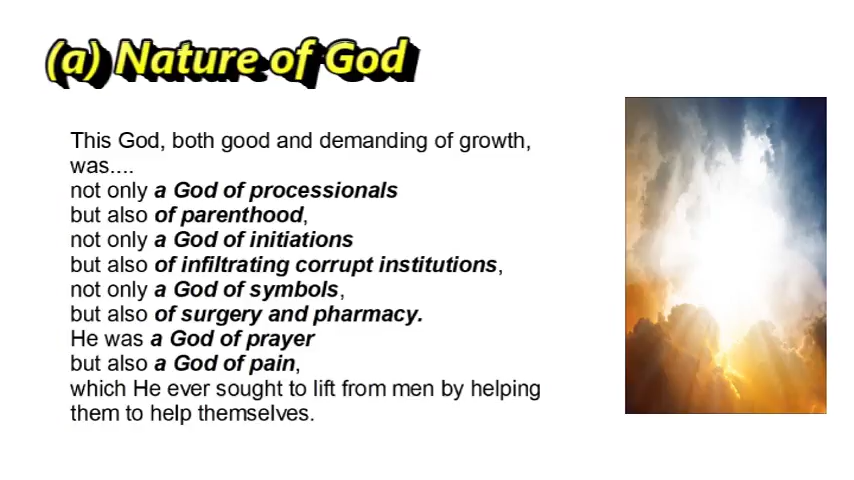 (a) Nature of God
This God, both good and demanding of growth,
was....
not only a God of processionals
but also of parenthood,
not only a God of initiations
but also of infiltrating corrupt institutions,
not only a God of symbols,
but also of surgery and pharmacy.
He was a God of prayer
but also a God of pain,
which He ever sought to lift from men by helping
them to help themselves.